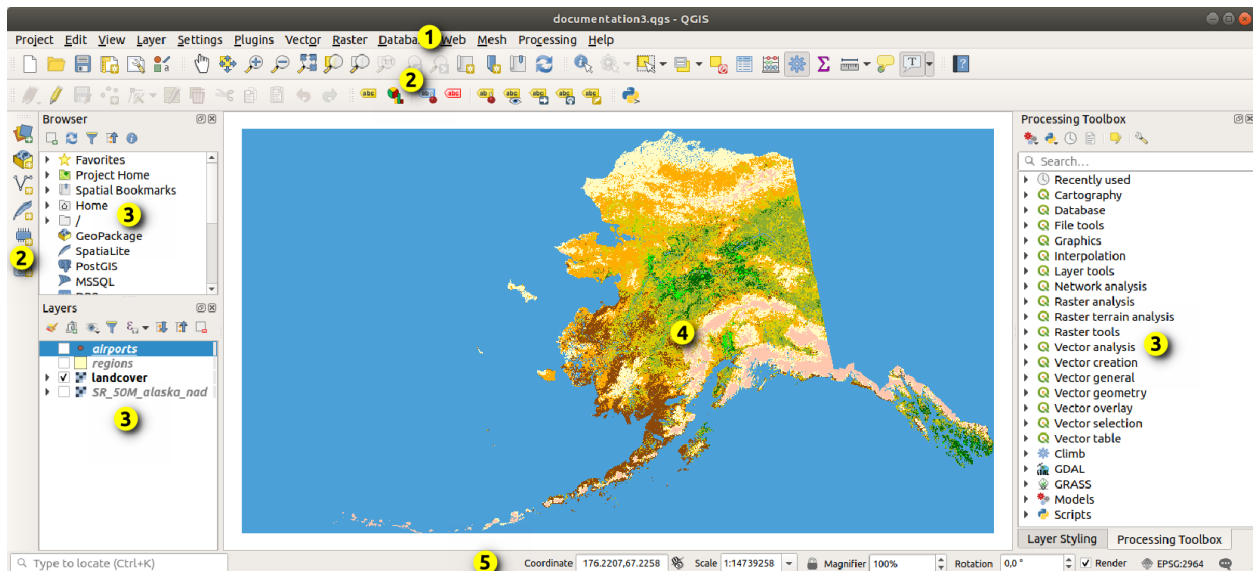 documentation3.qgs - QGIS
Project Edit View Layer Settings Plugins Vector Raster Databas 1 Web Mesh Processing Help
2
Browser
Favorites
Project Home
Spatial Bookmarks
Home
3
/
GeoPackage
SpatiaLite
PostGIS
MSSQL
2
Layers
airports
regions
landcover
SR_50M_alaska_nad
3
4
Processing Toolbox
Search...
Recently used
Cartography
Database
File tools
Graphics
Interpolation
Layer tools
Network analysis
Raster analysis
Raster terrain analysis
Raster tools
Vector analysis
3
Vector creation
Vector general
Vector geometry
Vector overlay
Vector selection
Vector table
Climb
GDAL
GRASS
Models
Scripts
Layer Styling Processing Toolbox
Type to locate (Ctrl+K) 5 Coordinate 176.2207,67.2258 Scale 1:14739258 Magnifier 100% Rotation 0,0 ° Render EPSG:2964